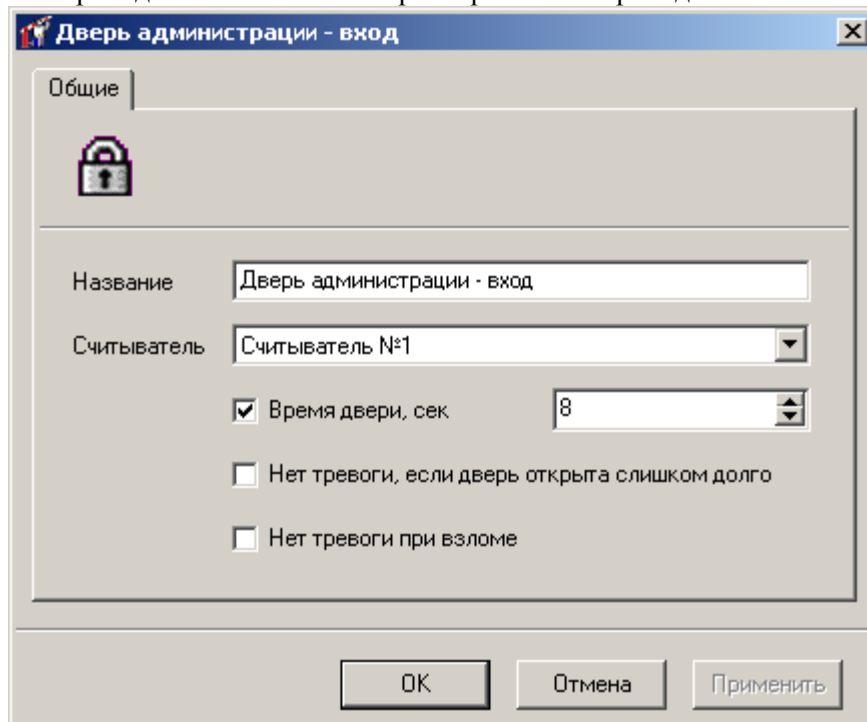 Дверь администрации - вход
Общие
Название
Дверь администрации - вход
Считыватель
Считыватель №1
Время двери, сек
8
Нет тревоги, если дверь открыта слишком долго
Нет тревоги при взломе
OK
Отмена
Применить